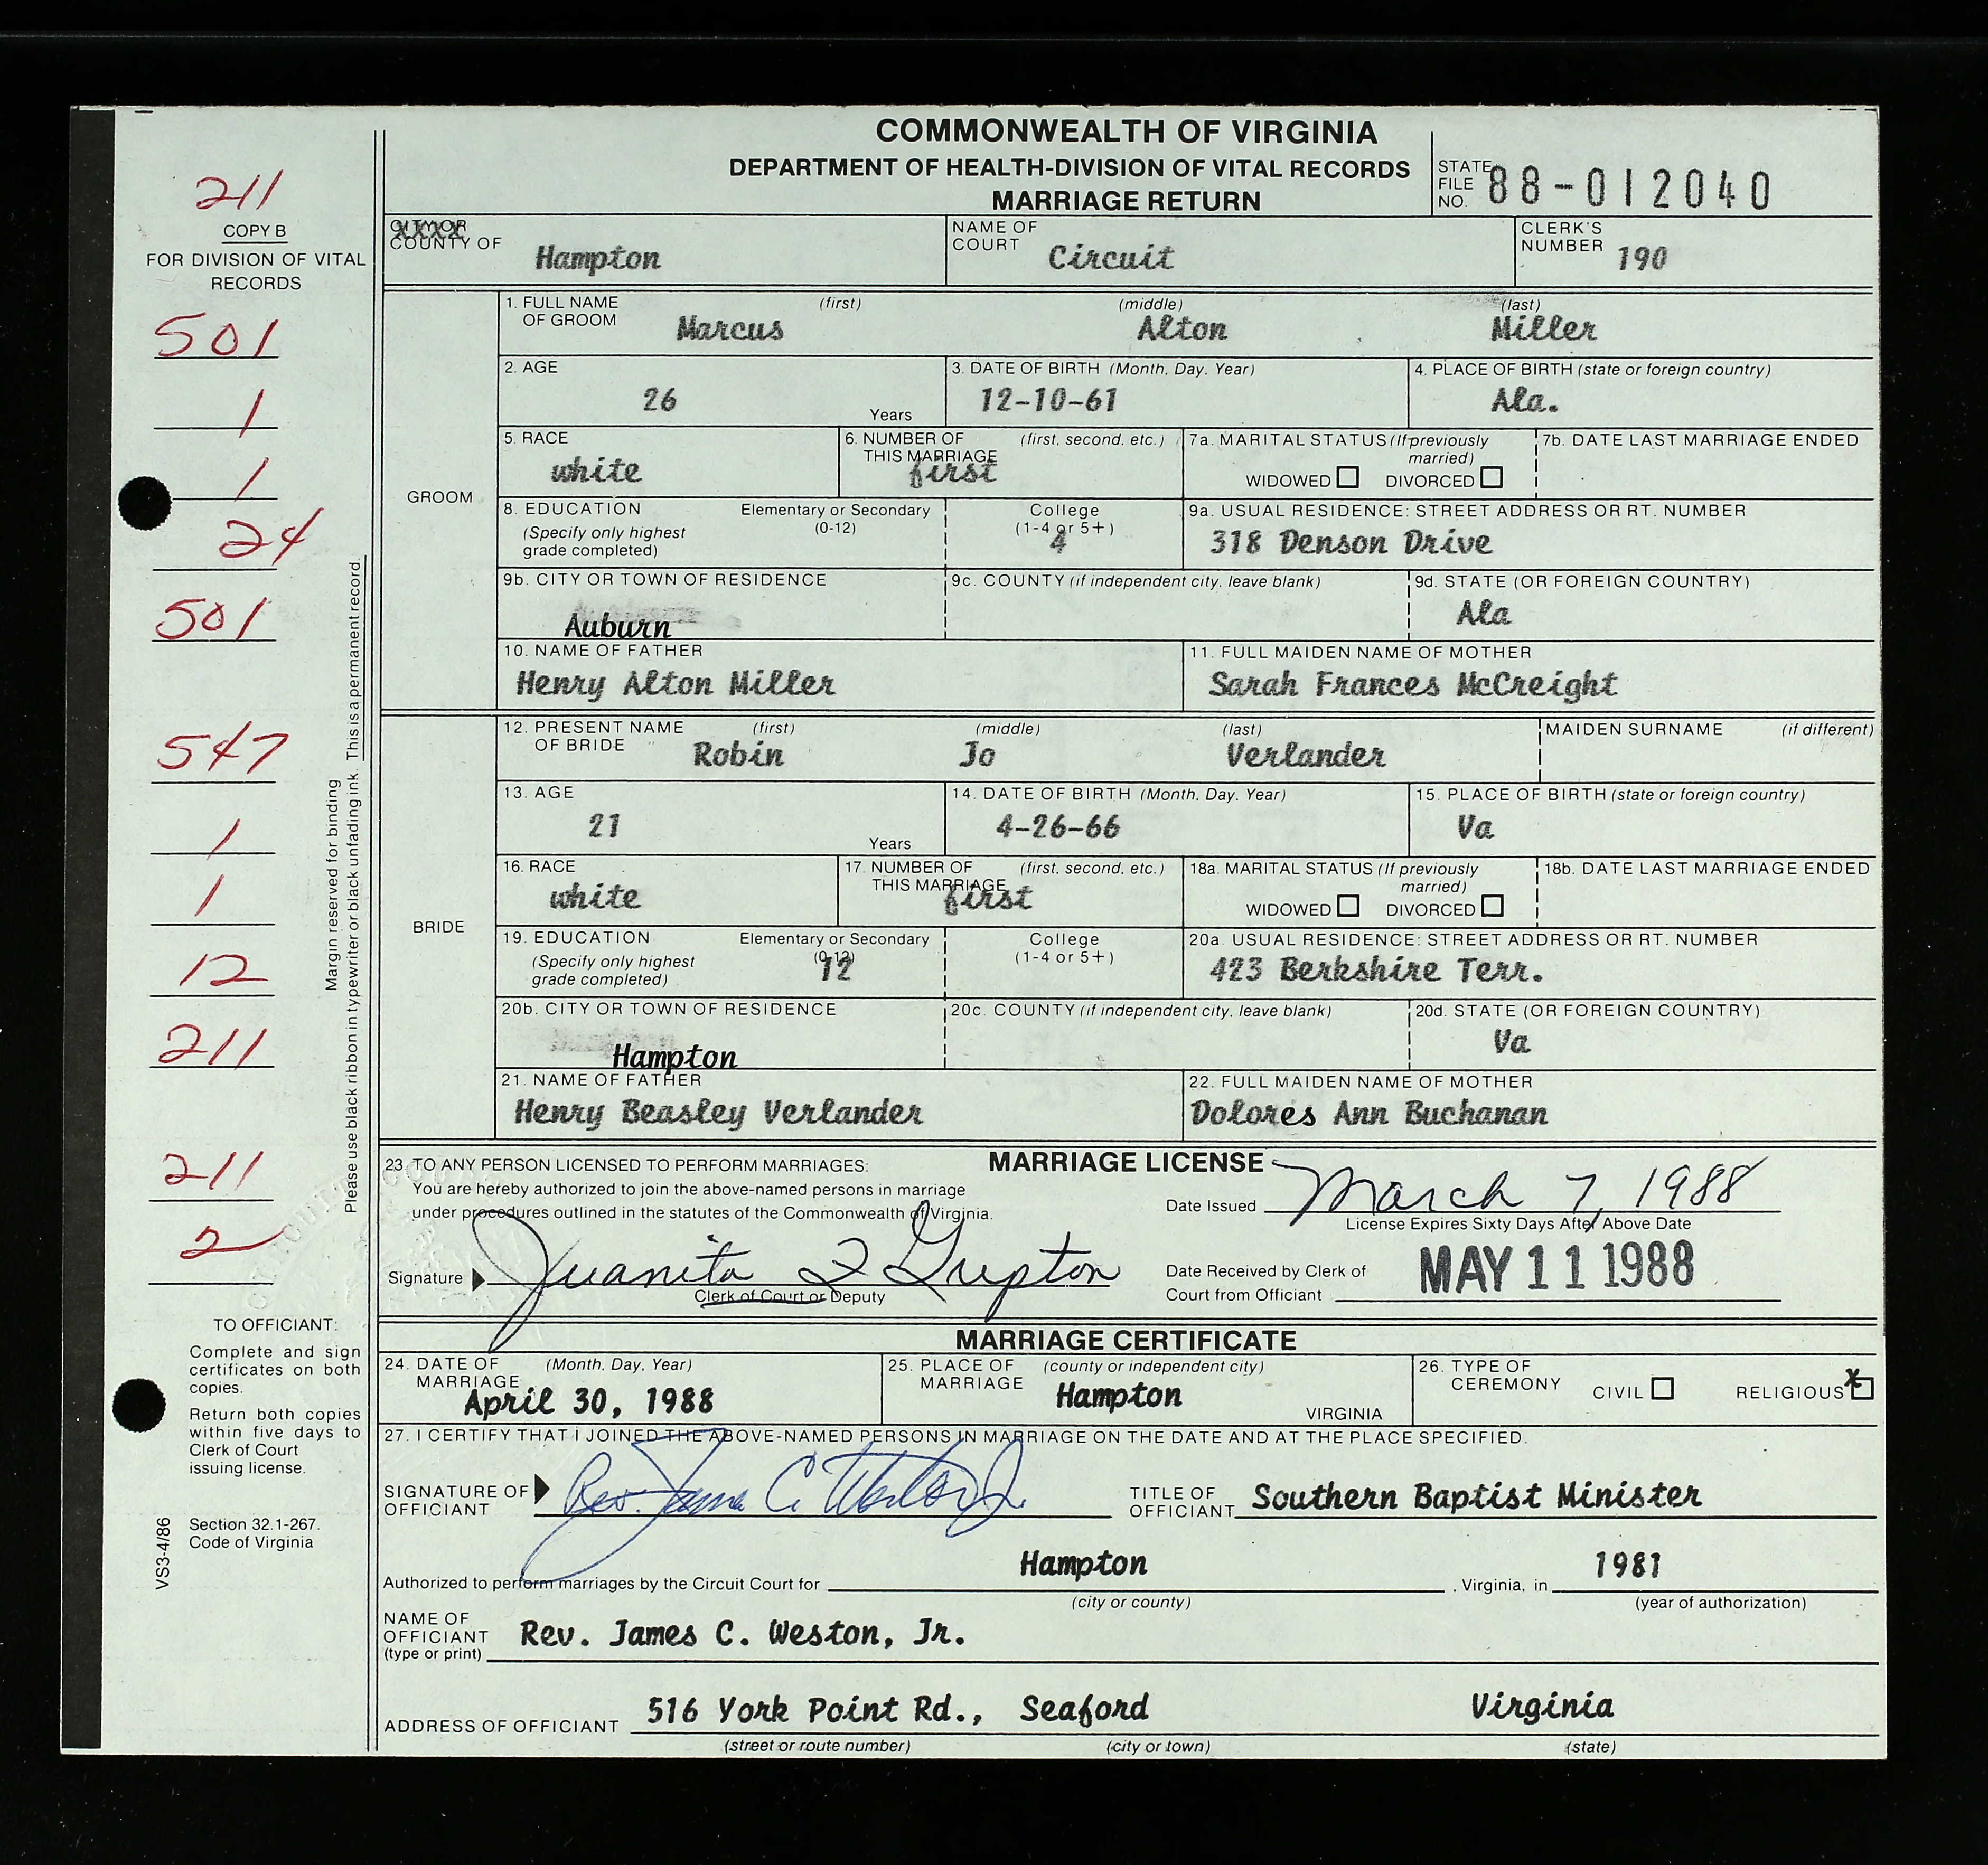 COMMONWEALTH OF VIRGINIA
DEPARTMENT OF HEALTH-DIVISION OF VITAL RECORDS
MARRIAGE RETURN
STATE FILE NO. 88-012040
211
COPY B
FOR DIVISION OF VITAL RECORDS
501
1
1
24
501
547
1
1
12
211
211
2
Margin reserved for binding
Please use black ribbon in typewriter or black unfading ink. This is a permanent record.
TO OFFICIANT:
Complete and sign
certificates on both
copies.
Return both copies
within five days to
Clerk of Court
issuing license.
Section 32.1-267.
Code of Virginia
VS3-4/86
CITY OR
COUNTY OF Hampton
NAME OF COURT Circuit
CLERK'S NUMBER 190
GROOM
1. FULL NAME OF GROOM (first) Marcus (middle) Alton (last) Miller
2. AGE 26 Years
3. DATE OF BIRTH (Month, Day, Year) 12-10-61
4. PLACE OF BIRTH (state or foreign country) Ala.
5. RACE white
6. NUMBER OF THIS MARRIAGE (first, second, etc.) first
7a. MARITAL STATUS (If previously married) WIDOWED DIVORCED
7b. DATE LAST MARRIAGE ENDED
8. EDUCATION (Specify only highest grade completed) Elementary or Secondary (0-12) College (1-4 or 5+) 4
9a. USUAL RESIDENCE: STREET ADDRESS OR RT. NUMBER 318 Denson Drive
9b. CITY OR TOWN OF RESIDENCE Auburn
9c. COUNTY (if independent city, leave blank)
9d. STATE (OR FOREIGN COUNTRY) Ala
10. NAME OF FATHER Henry Alton Miller
11. FULL MAIDEN NAME OF MOTHER Sarah Frances McCreight
BRIDE
12. PRESENT NAME OF BRIDE (first) Robin (middle) Jo (last) Verlander MAIDEN SURNAME (if different)
13. AGE 21 Years
14. DATE OF BIRTH (Month, Day, Year) 4-26-66
15. PLACE OF BIRTH (state or foreign country) Va
16. RACE white
17. NUMBER OF THIS MARRIAGE (first, second, etc.) first
18a. MARITAL STATUS (If previously married) WIDOWED DIVORCED
18b. DATE LAST MARRIAGE ENDED
19. EDUCATION (Specify only highest grade completed) Elementary or Secondary (0-12) 12 College (1-4 or 5+)
20a. USUAL RESIDENCE: STREET ADDRESS OR RT. NUMBER 423 Berkshire Terr.
20b. CITY OR TOWN OF RESIDENCE Hampton
20c. COUNTY (if independent city, leave blank)
20d. STATE (OR FOREIGN COUNTRY) Va
21. NAME OF FATHER Henry Beasley Verlander
22. FULL MAIDEN NAME OF MOTHER Dolores Ann Buchanan
MARRIAGE LICENSE
23. TO ANY PERSON LICENSED TO PERFORM MARRIAGES:
You are hereby authorized to join the above-named persons in marriage
under procedures outlined in the statutes of the Commonwealth of Virginia.
Date Issued March 7, 1988
License Expires Sixty Days After Above Date
Signature Juanita L Gupton
Clerk of Court or Deputy
Date Received by Clerk of Court from Officiant MAY 11 1988
MARRIAGE CERTIFICATE
24. DATE OF MARRIAGE (Month, Day, Year) April 30, 1988
25. PLACE OF MARRIAGE (county or independent city) Hampton VIRGINIA
26. TYPE OF CEREMONY CIVIL RELIGIOUS X
27. I CERTIFY THAT I JOINED THE ABOVE-NAMED PERSONS IN MARRIAGE ON THE DATE AND AT THE PLACE SPECIFIED.
SIGNATURE OF OFFICIANT Rev. James C. Weston Jr.
TITLE OF OFFICIANT Southern Baptist Minister
Authorized to perform marriages by the Circuit Court for Hampton, Virginia, in 1981
(city or county) (year of authorization)
NAME OF OFFICIANT (type or print) Rev. James C. Weston, Jr.
ADDRESS OF OFFICIANT 516 York Point Rd., Seaford Virginia
(street or route number) (city or town) (state)